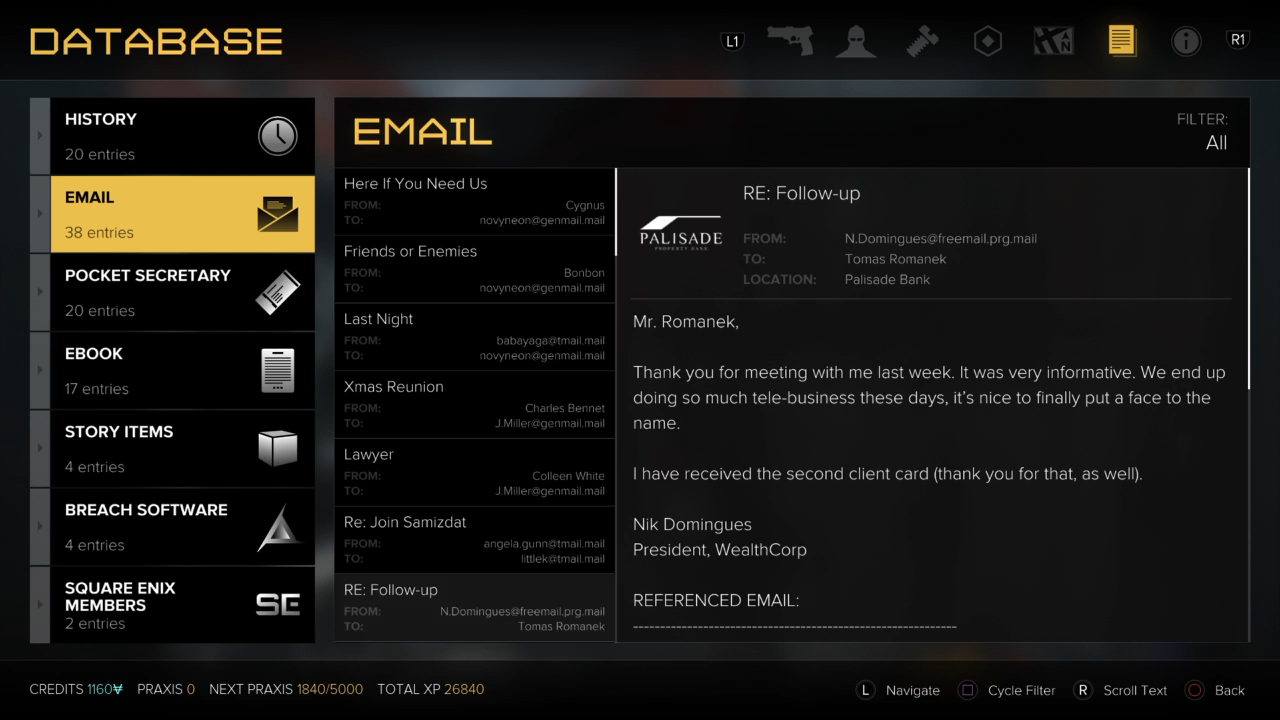 DATABASE
L1
N
R1
HISTORY
20 entries
EMAIL
38 entries
POCKET SECRETARY
20 entries
EBOOK
17 entries
STORY ITEMS
4 entries
BREACH SOFTWARE
4 entries
SQUARE ENIX
MEMBERS
2 entries
SE
EMAIL
FILTER:
All
Here If You Need Us
FROM: Cygnus
TO: novyneon@genmail.mail
Friends or Enemies
FROM: Bonbon
TO: novyneon@genmail.mail
Last Night
FROM: babayaga@tmail.mail
TO: novyneon@genmail.mail
Xmas Reunion
FROM: Charles Bennet
TO: J.Miller@genmail.mail
Lawyer
FROM: Colleen White
TO: J.Miller@genmail.mail
Re: Join Samizdat
FROM: angela.gunn@tmail.mail
TO: littlek@tmail.mail
RE: Follow-up
FROM: N.Domingues@freemail.prg.mail
TO: Tomas Romanek
PALISADE
PROPERTY BANK
RE: Follow-up
FROM: N.Domingues@freemail.prg.mail
TO: Tomas Romanek
LOCATION: Palisade Bank
Mr. Romanek,
Thank you for meeting with me last week. It was very informative. We end up
doing so much tele-business these days, it's nice to finally put a face to the
name.
I have received the second client card (thank you for that, as well).
Nik Domingues
President, WealthCorp
REFERENCED EMAIL:
------------------------------------------------------------
CREDITS 1160₩ PRAXIS 0 NEXT PRAXIS 1840/5000 TOTAL XP 26840
L Navigate Cycle Filter R Scroll Text Back